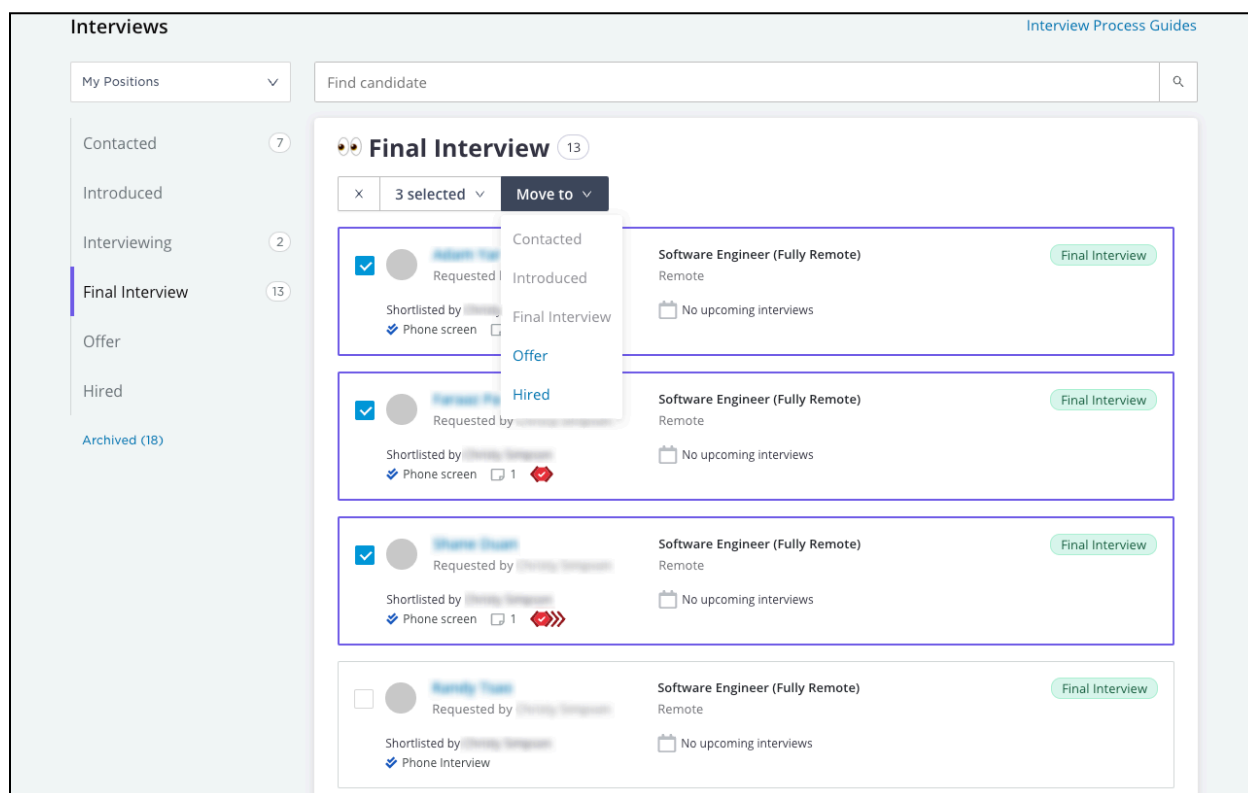 Interviews
Interview Process Guides
My Positions
Find candidate
Contacted 7
Introduced
Interviewing 2
Final Interview 13
Offer
Hired
Archived (18)
Final Interview 13
x 3 selected Move to
Contacted
Introduced
Final Interview
Offer
Hired
Software Engineer (Fully Remote) Final Interview
Requested Remote
Shortlisted by No upcoming interviews
Phone screen
Software Engineer (Fully Remote) Final Interview
Requested by Remote
Shortlisted by No upcoming interviews
Phone screen 1
Software Engineer (Fully Remote) Final Interview
Requested by Remote
Shortlisted by No upcoming interviews
Phone screen 1
Software Engineer (Fully Remote) Final Interview
Requested by Remote
Shortlisted by No upcoming interviews
Phone Interview